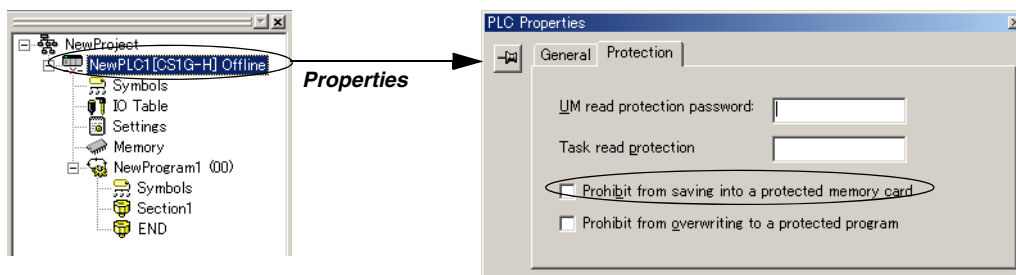 NewProject
NewPLC1[CS1G-H] Offline
Symbols
IO Table
Settings
Memory
NewProgram1 (00)
Symbols
Section1
END
Properties
PLC Properties
General Protection
UM read protection password:
Task read protection
Prohibit from saving into a protected memory card
Prohibit from overwriting to a protected program